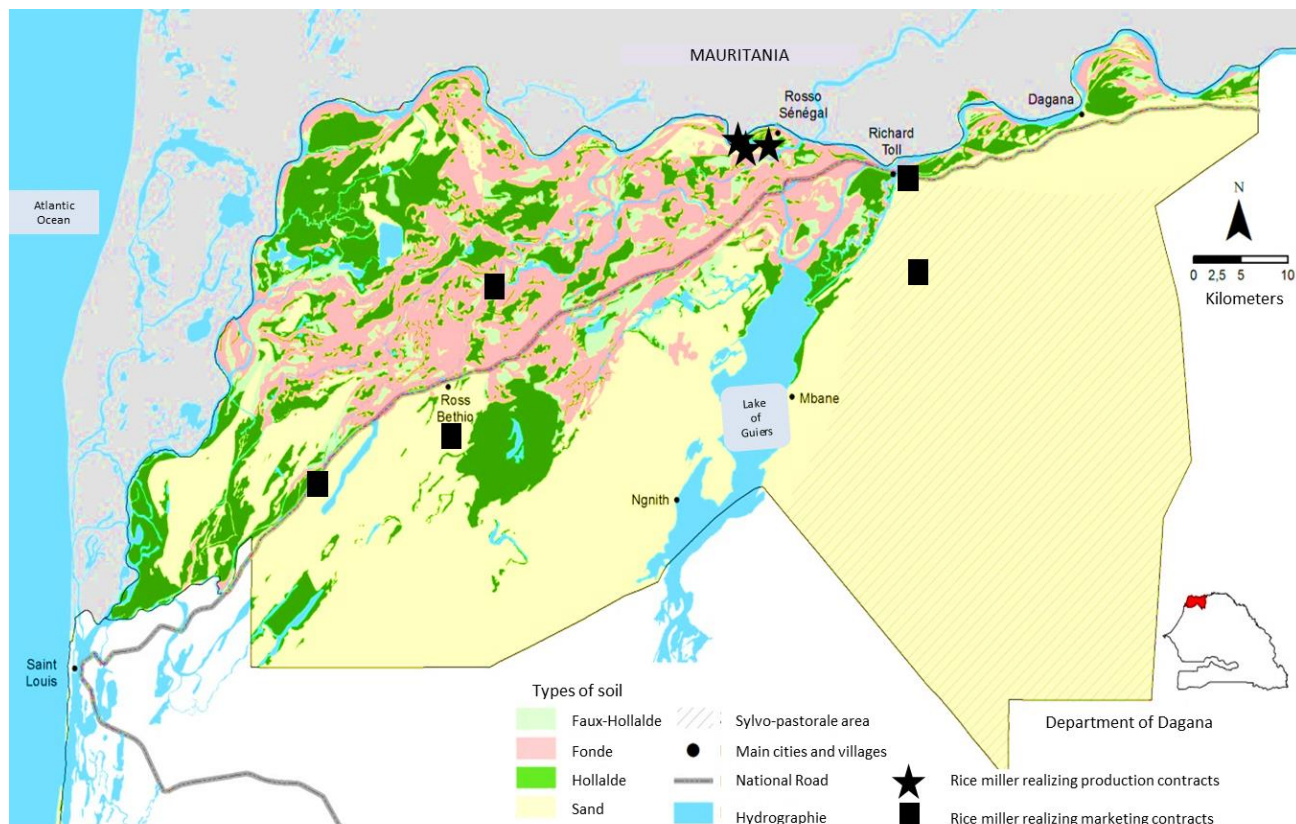 MAURITANIA
Rosso
Sénégal
Dagana
Richard
Toll
Atlantic
Ocean
N
0 2,5 5 10
Kilometers
Ross
Bethio
Mbane
Lake
of
Guiers
Ngnith
Saint
Louis
Types of soil
Faux-Hollalde
Fonde
Hollalde
Sand
Sylvo-pastorale area
Main cities and villages
National Road
Hydrographie
Department of Dagana
Rice miller realizing production contracts
Rice miller realizing marketing contracts